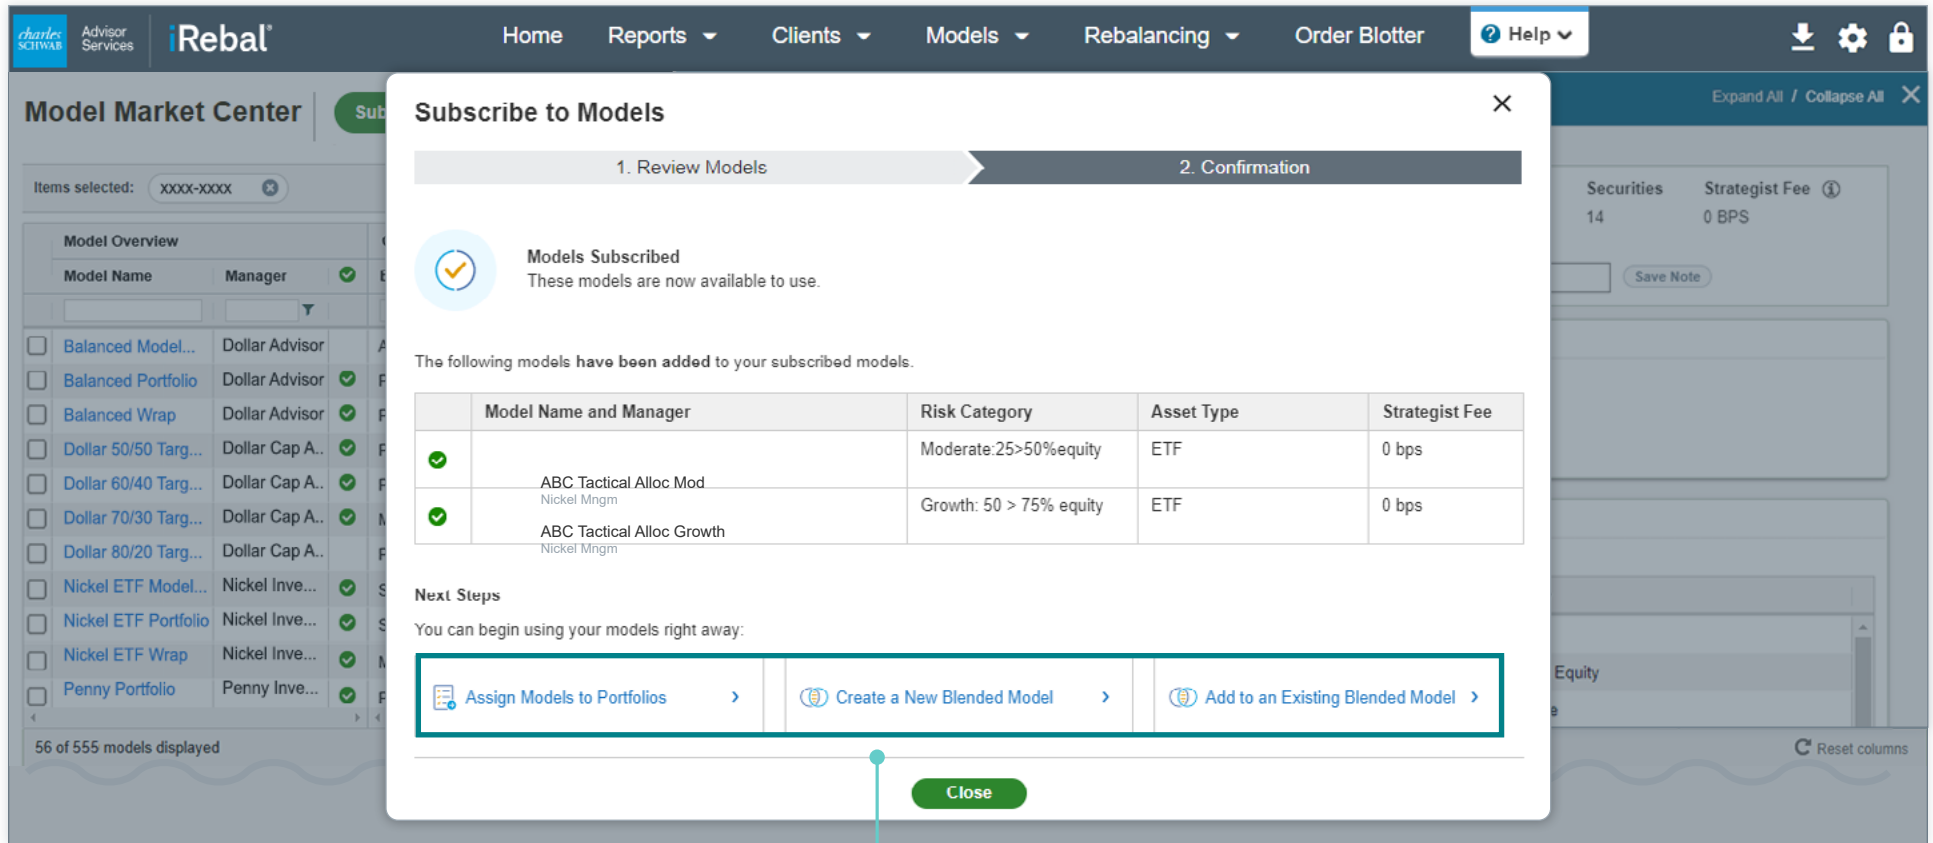 charles SCHWAB
Advisor Services
iRebal®
Home Reports Clients Models Rebalancing Order Blotter Help
Model Market Center
Sub
Expand All / Collapse All
Subscribe to Models
1. Review Models
2. Confirmation
Items selected: xxxx-xxxx
Securities Strategist Fee
14 0 BPS
Save Note
Model Overview
Model Name Manager
Balanced Model... Dollar Advisor
Balanced Portfolio Dollar Advisor
Balanced Wrap Dollar Advisor
Dollar 50/50 Targ... Dollar Cap A..
Dollar 60/40 Targ... Dollar Cap A..
Dollar 70/30 Targ... Dollar Cap A..
Dollar 80/20 Targ... Dollar Cap A..
Nickel ETF Model... Nickel Inve...
Nickel ETF Portfolio Nickel Inve...
Nickel ETF Wrap Nickel Inve...
Penny Portfolio Penny Inve...
56 of 555 models displayed
Models Subscribed
These models are now available to use.
The following models have been added to your subscribed models.
Model Name and Manager Risk Category Asset Type Strategist Fee
Moderate:25>50%equity ETF 0 bps
ABC Tactical Alloc Mod
Nickel Mngm
Growth: 50 > 75% equity ETF 0 bps
ABC Tactical Alloc Growth
Nickel Mngm
Next Steps
You can begin using your models right away:
Assign Models to Portfolios
Create a New Blended Model
Add to an Existing Blended Model
Close
Equity
Reset columns